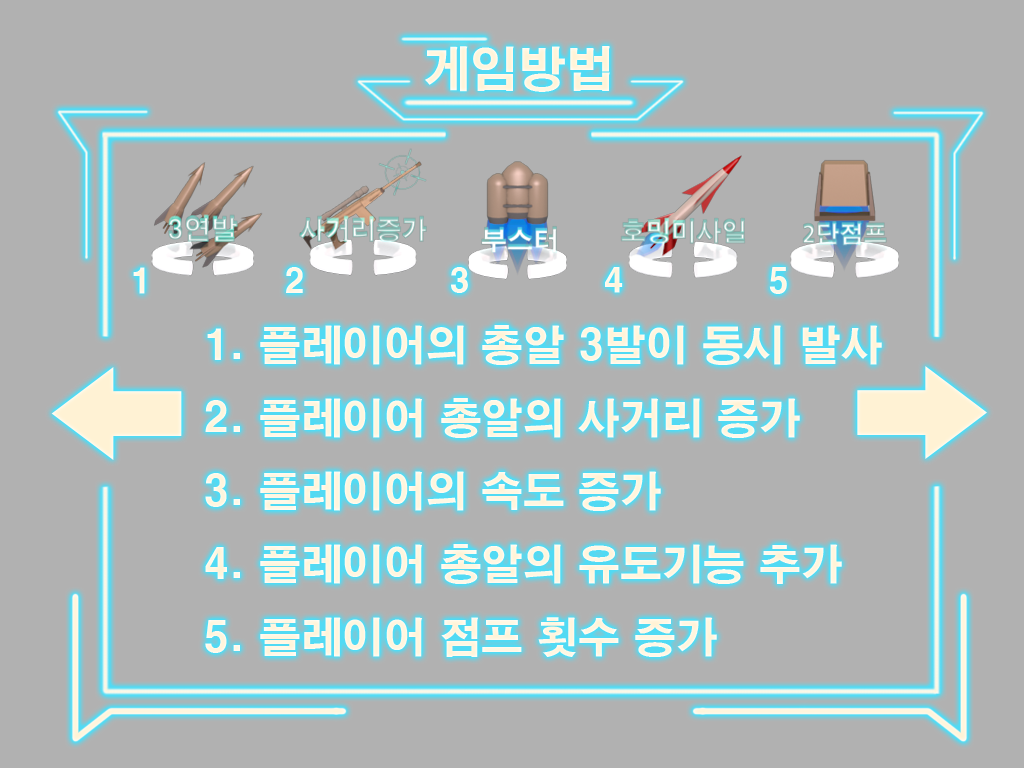 게임방법
3연발
사거리증가
부스터
호밍미사일
2단점프
1
2
3
4
5
1. 플레이어의 총알 3발이 동시 발사
2. 플레이어 총알의 사거리 증가
3. 플레이어의 속도 증가
4. 플레이어 총알의 유도기능 추가
5. 플레이어 점프 횟수 증가